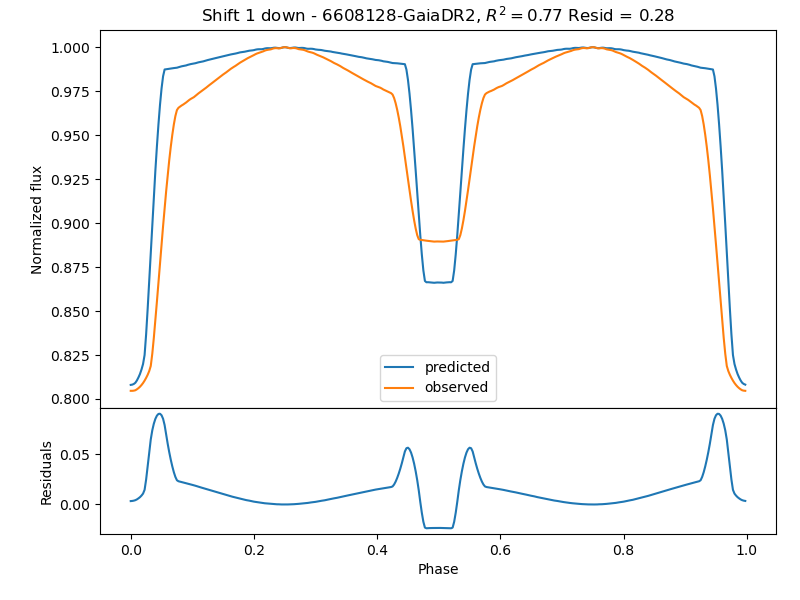 Shift 1 down - 6608128-GaiaDR2, R² = 0.77 Resid = 0.28
1.000
0.975
0.950
0.925
0.900
0.875
0.850
0.825
0.800
Normalized flux
predicted
observed
0.05
0.00
Residuals
0.0
0.2
0.4
0.6
0.8
1.0
Phase